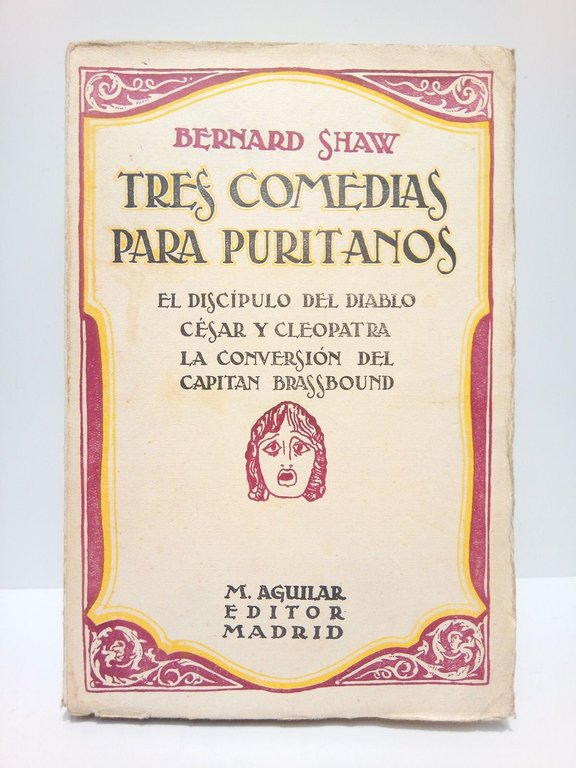 BERNARD SHAW
TRES COMEDIAS
PARA PURITANOS
EL DISCÍPULO DEL DIABLO
CÉSAR Y CLEOPATRA
LA CONVERSIÓN DEL
CAPITAN BRASSBOUND
M. AGUILAR
EDITOR
MADRID